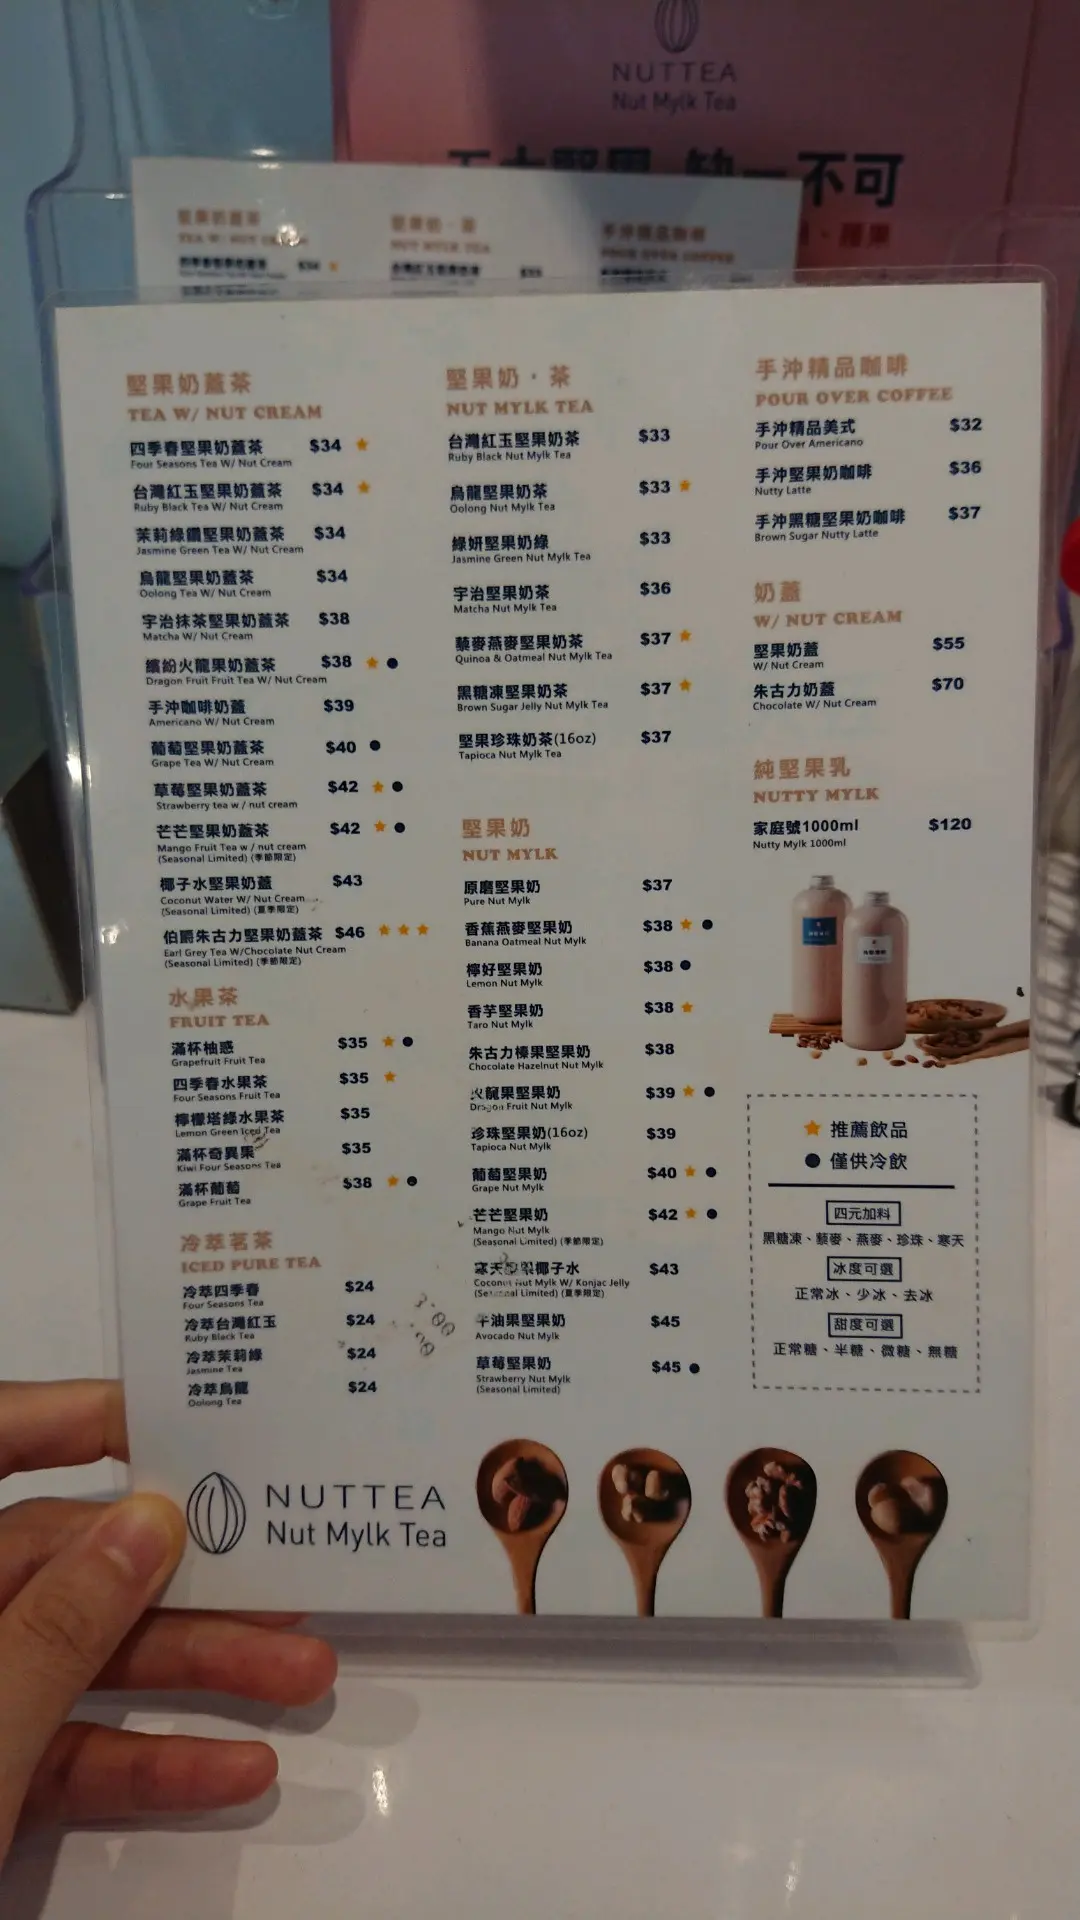 NUTTEA
Nut Mylk Tea
不可
堅果奶蓋茶
TEA W/ NUT CREAM
四季春堅果奶蓋茶 $34 ★
Four Seasons Tea W/ Nut Cream
台灣紅玉堅果奶蓋茶 $34 ★
Ruby Black Tea W/ Nut Cream
茉莉綠鑽堅果奶蓋茶 $34
Jasmine Green Tea W/ Nut Cream
烏龍堅果奶蓋茶 $34
Oolong Tea W/ Nut Cream
宇治抹茶堅果奶蓋茶 $38
Matcha W/ Nut Cream
繽紛火龍果奶蓋茶 $38 ★ ●
Dragon Fruit Fruit Tea W/ Nut Cream
手沖咖啡奶蓋 $39
Americano W/ Nut Cream
葡萄堅果奶蓋茶 $40 ●
Grape Tea W/ Nut Cream
草莓堅果奶蓋茶 $42 ★ ●
Strawberry tea w / nut cream
芒芒堅果奶蓋茶 $42 ★ ●
Mango Fruit Tea w / nut cream
(Seasonal Limited) (季節限定)
椰子水堅果奶蓋 $43
Coconut Water W/ Nut Cream
(Seasonal Limited) (夏季限定)
伯爵朱古力堅果奶蓋茶 $46 ★ ★ ★
Earl Grey Tea W/Chocolate Nut Cream
(Seasonal Limited) (季節限定)
水果茶
FRUIT TEA
滿杯柚惑 $35 ★ ●
Grapefruit Fruit Tea
四季春水果茶 $35 ★
Four Seasons Fruit Tea
檸檬塔綠水果茶 $35
Lemon Green Iced Tea
滿杯奇異果 $35
Kiwi Four Seasons Tea
滿杯葡萄 $38 ★ ●
Grape Fruit Tea
冷萃茗茶
ICED PURE TEA
冷萃四季春 $24
Four Seasons Tea
冷萃台灣紅玉 $24
Ruby Black Tea
冷萃茉莉綠 $24
Jasmine Tea
冷萃烏龍 $24
Oolong Tea
堅果奶・茶
NUT MYLK TEA
台灣紅玉堅果奶茶 $33
Ruby Black Nut Mylk Tea
烏龍堅果奶茶 $33 ★
Oolong Nut Mylk Tea
綠妍堅果奶綠 $33
Jasmine Green Nut Mylk Tea
宇治堅果奶茶 $36
Matcha Nut Mylk Tea
藜麥燕麥堅果奶茶 $37 ★
Quinoa & Oatmeal Nut Mylk Tea
黑糖凍堅果奶茶 $37 ★
Brown Sugar Jelly Nut Mylk Tea
堅果珍珠奶茶(16oz) $37
Tapioca Nut Mylk Tea
堅果奶
NUT MYLK
原磨堅果奶 $37
Pure Nut Mylk
香蕉燕麥堅果奶 $38 ★ ●
Banana Oatmeal Nut Mylk
檸好堅果奶 $38 ●
Lemon Nut Mylk
香芋堅果奶 $38 ★
Taro Nut Mylk
朱古力榛果堅果奶 $38
Chocolate Hazelnut Nut Mylk
火龍果堅果奶 $39 ★ ●
Dragon Fruit Nut Mylk
珍珠堅果奶(16oz) $39
Tapioca Nut Mylk
葡萄堅果奶 $40 ★ ●
Grape Nut Mylk
芒芒堅果奶 $42 ★ ●
Mango Nut Mylk
(Seasonal Limited) (季節限定)
寒天堅果椰子水 $43
Coconut Nut Mylk W/ Konjac Jelly
(Seasonal Limited) (夏季限定)
牛油果堅果奶 $45
Avocado Nut Mylk
草莓堅果奶 $45 ●
Strawberry Nut Mylk
(Seasonal Limited)
手沖精品咖啡
POUR OVER COFFEE
手沖精品美式 $32
Pour Over Americano
手沖堅果奶咖啡 $36
Nutty Latte
手沖黑糖堅果奶咖啡 $37
Brown Sugar Nutty Latte
奶蓋
W/ NUT CREAM
堅果奶蓋 $55
W/ Nut Cream
朱古力奶蓋 $70
Chocolate W/ Nut Cream
純堅果乳
NUTTY MYLK
家庭號1000ml $120
Nutty Mylk 1000ml
★ 推薦飲品
● 僅供冷飲
四元加料
黑糖凍、藜麥、燕麥、珍珠、寒天
冰度可選
正常冰、少冰、去冰
甜度可選
正常糖、半糖、微糖、無糖
NUTTEA
Nut Mylk Tea